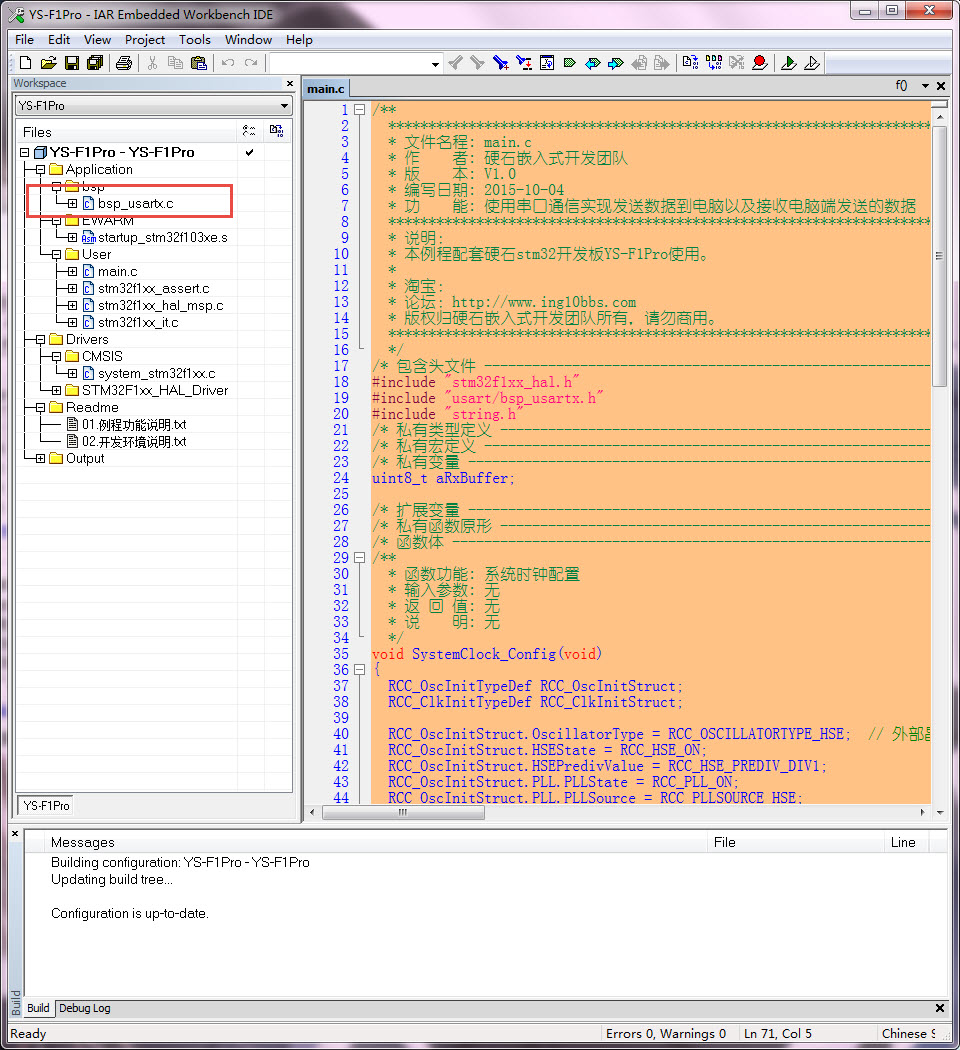 YS-F1Pro - IAR Embedded Workbench IDE
File Edit View Project Tools Window Help
Workspace
YS-F1Pro
Files
YS-F1Pro - YS-F1Pro
Application
bsp
bsp_usartx.c
EWARM
startup_stm32f103xe.s
User
main.c
stm32f1xx_assert.c
stm32f1xx_hal_msp.c
stm32f1xx_it.c
Drivers
CMSIS
system_stm32f1xx.c
STM32F1xx_HAL_Driver
Readme
01.例程功能说明.txt
02.开发环境说明.txt
Output
YS-F1Pro
main.c
f()
1 /**
2 ******************************************************************************
3 * 文件名程: main.c
4 * 作 者: 硬石嵌入式开发团队
5 * 版 本: V1.0
6 * 编写日期: 2015-10-04
7 * 功 能: 使用串口通信实现发送数据到电脑以及接收电脑端发送的数据
8 ******************************************************************************
9 * 说明:
10 * 本例程配套硬石stm32开发板YS-F1Pro使用。
11 *
12 * 淘宝:
13 * 论坛: http://www.ing10bbs.com
14 * 版权归硬石嵌入式开发团队所有，请勿商用。
15 ******************************************************************************
16 */
17 /* 包含头文件 ----------------------------------------------------------------
18 #include "stm32f1xx_hal.h"
19 #include "usart/bsp_usartx.h"
20 #include "string.h"
21 /* 私有类型定义 --------------------------------------------------------------
22 /* 私有宏定义 ----------------------------------------------------------------
23 /* 私有变量 ------------------------------------------------------------------
24 uint8_t aRxBuffer;
25
26 /* 扩展变量 ------------------------------------------------------------------
27 /* 私有函数原形 --------------------------------------------------------------
28 /* 函数体 --------------------------------------------------------------------
29 /**
30 * 函数功能: 系统时钟配置
31 * 输入参数: 无
32 * 返 回 值: 无
33 * 说 明: 无
34 */
35 void SystemClock_Config(void)
36 {
37 RCC_OscInitTypeDef RCC_OscInitStruct;
38 RCC_ClkInitTypeDef RCC_ClkInitStruct;
39
40 RCC_OscInitStruct.OscillatorType = RCC_OSCILLATORTYPE_HSE; // 外部
41 RCC_OscInitStruct.HSEState = RCC_HSE_ON;
42 RCC_OscInitStruct.HSEPredivValue = RCC_HSE_PREDIV_DIV1;
43 RCC_OscInitStruct.PLL.PLLState = RCC_PLL_ON;
44 RCC_OscInitStruct.PLL.PLLSource = RCC_PLLSOURCE_HSE;
Messages File Line
Building configuration: YS-F1Pro - YS-F1Pro
Updating build tree...
Configuration is up-to-date.
Build
Build Debug Log
Ready Errors 0, Warnings 0 Ln 71, Col 5 Chinese